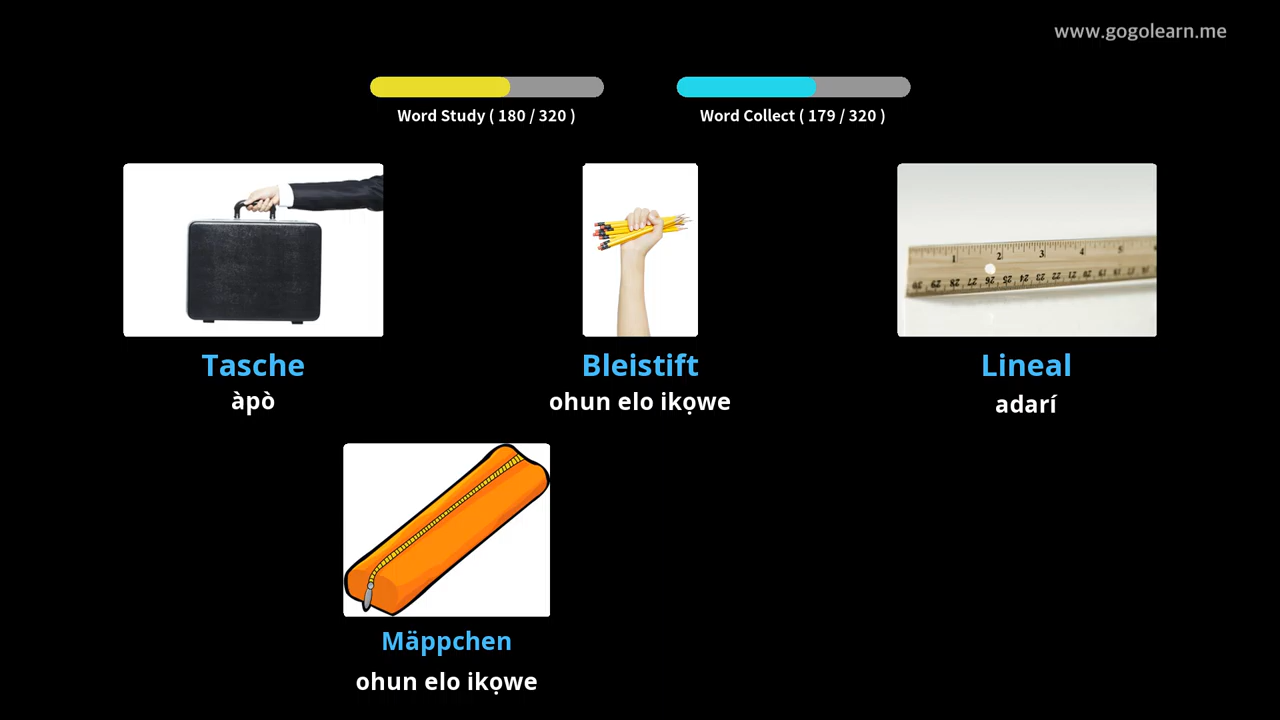 www.gogolearn.me
Word Study ( 180 / 320 )
Word Collect ( 179 / 320 )
Tasche
àpò
Bleistift
ohun elo ikọwe
Lineal
adarí
Mäppchen
ohun elo ikọwe